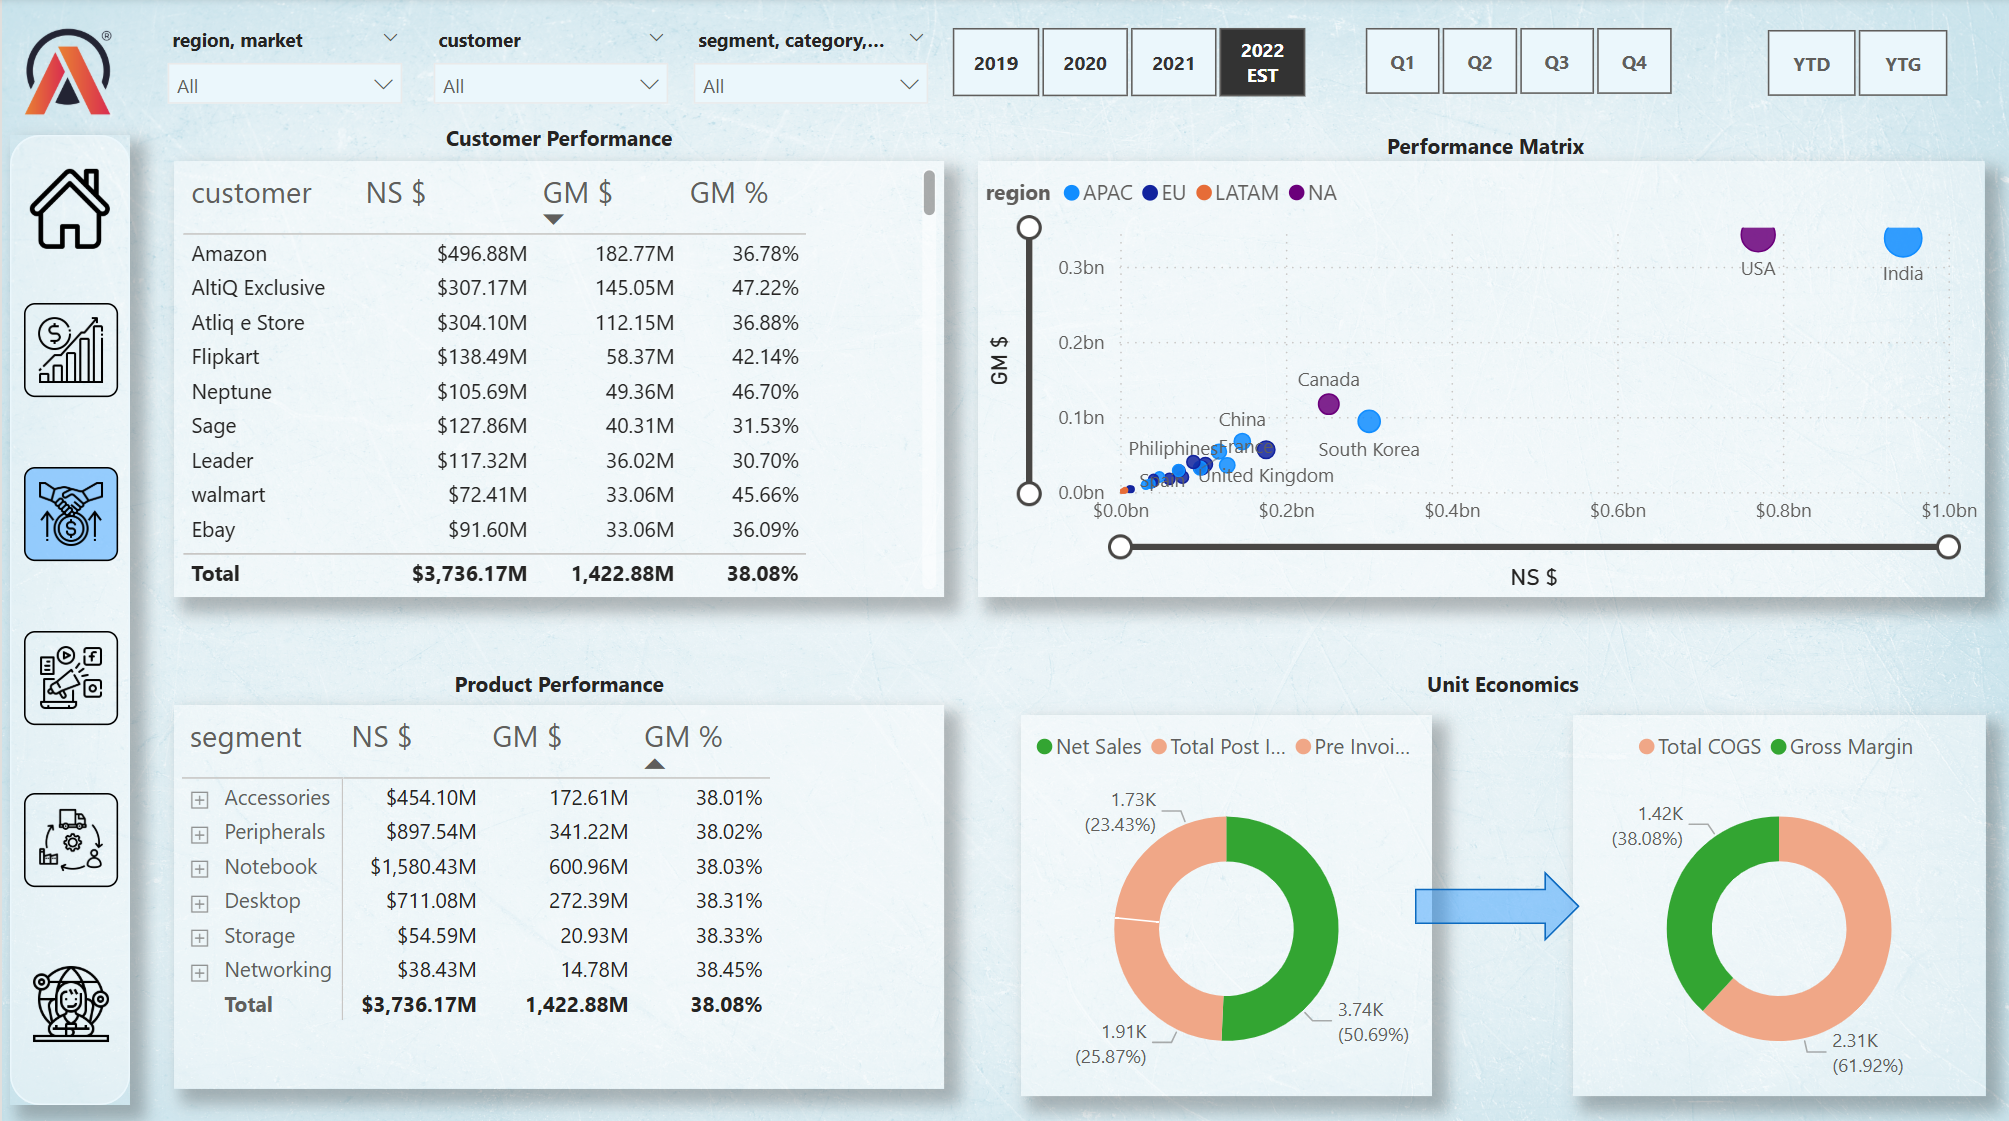 region, market
customer
segment, category,...
All
All
All
2019
2020
2021
2022
EST
Q1
Q2
Q3
Q4
YTD
YTG
®
Customer Performance
customer NS $ GM $ GM %
Amazon $496.88M 182.77M 36.78%
AltiQ Exclusive $307.17M 145.05M 47.22%
Atliq e Store $304.10M 112.15M 36.88%
Flipkart $138.49M 58.37M 42.14%
Neptune $105.69M 49.36M 46.70%
Sage $127.86M 40.31M 31.53%
Leader $117.32M 36.02M 30.70%
walmart $72.41M 33.06M 45.66%
Ebay $91.60M 33.06M 36.09%
Total $3,736.17M 1,422.88M 38.08%
Performance Matrix
region APAC EU LATAM NA
GM $
0.3bn
0.2bn
0.1bn
0.0bn
USA
India
Canada
China
South Korea
Philiphines
France
United Kingdom
Spain
$0.0bn $0.2bn $0.4bn $0.6bn $0.8bn $1.0bn
NS $
Product Performance
segment NS $ GM $ GM %
Accessories $454.10M 172.61M 38.01%
Peripherals $897.54M 341.22M 38.02%
Notebook $1,580.43M 600.96M 38.03%
Desktop $711.08M 272.39M 38.31%
Storage $54.59M 20.93M 38.33%
Networking $38.43M 14.78M 38.45%
Total $3,736.17M 1,422.88M 38.08%
Unit Economics
Net Sales Total Post I... Pre Invoi...
1.73K
(23.43%)
1.91K
(25.87%)
3.74K
(50.69%)
Total COGS Gross Margin
1.42K
(38.08%)
2.31K
(61.92%)